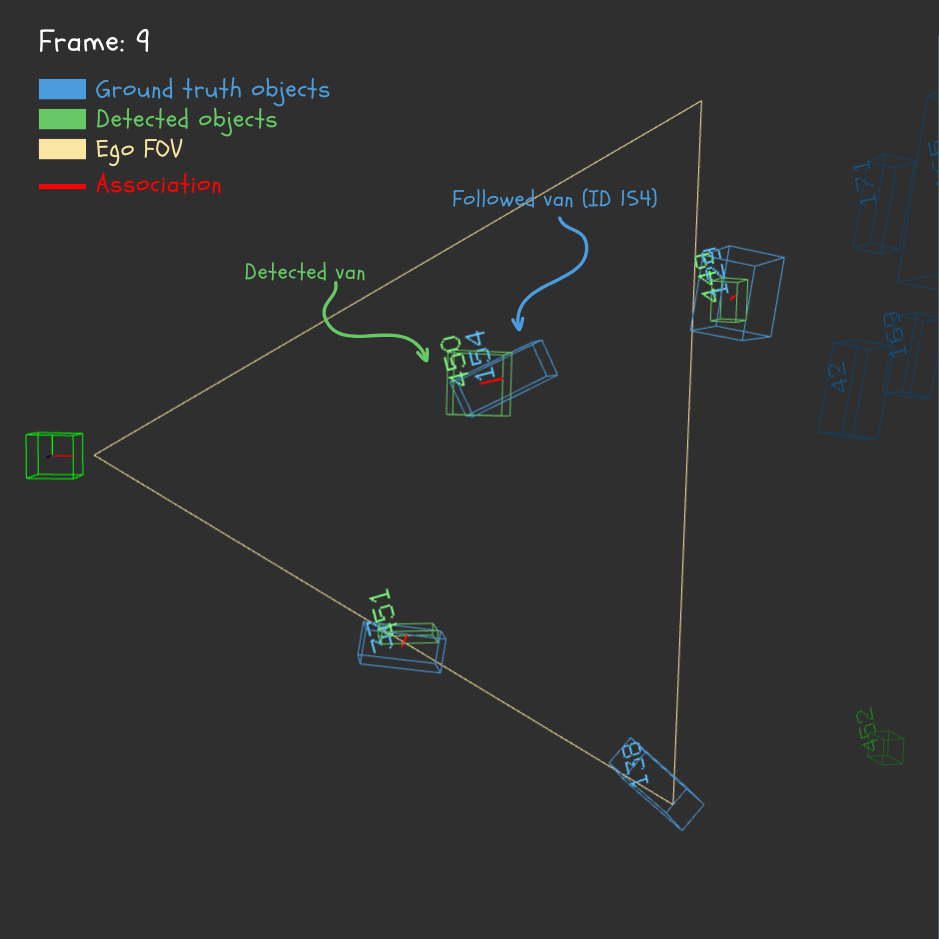 Frame: 9
Ground truth objects
Detected objects
Ego FOV
Association
Followed van (ID 154)
Detected van
450
154
171
169
42
451
138
452